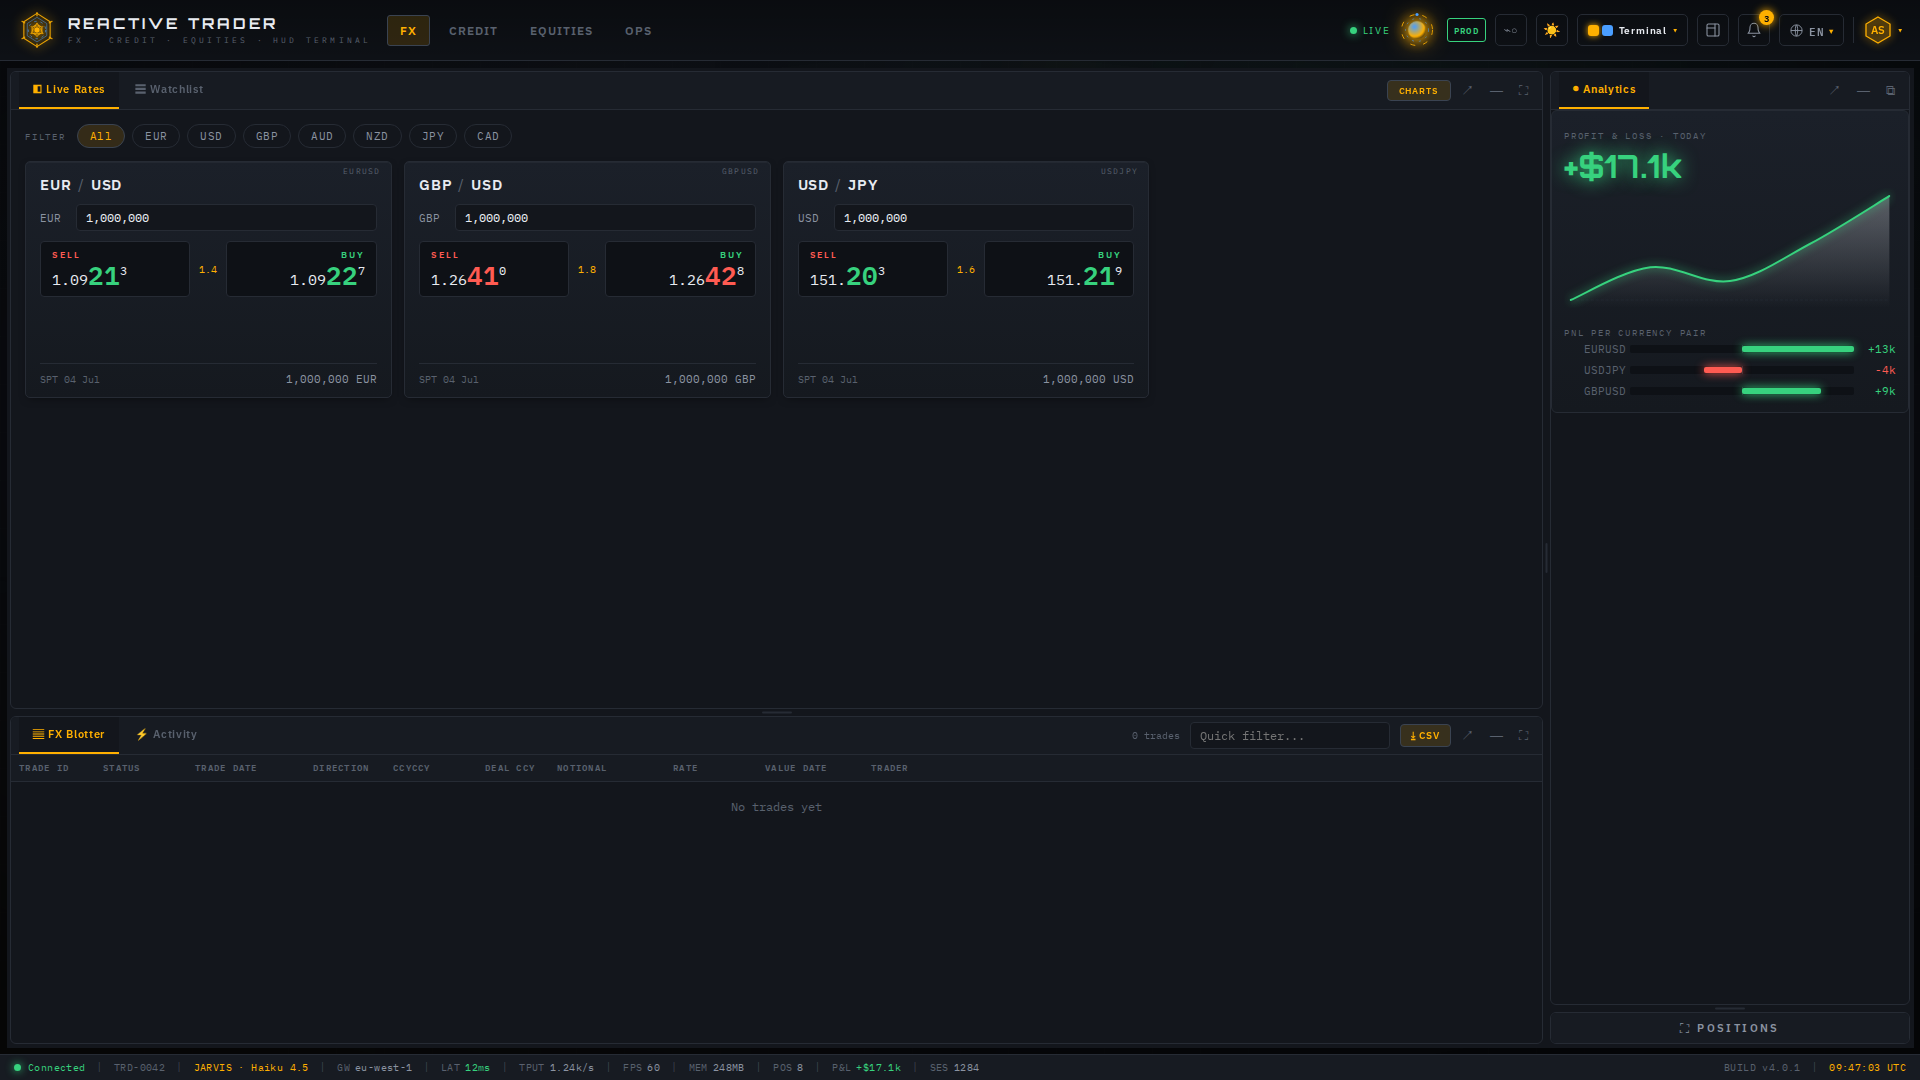 REACTIVE TRADER
FX · CREDIT · EQUITIES · HUD TERMINAL
FX CREDIT EQUITIES OPS
LIVE PROD Terminal 3 EN AS
Live Rates Watchlist CHARTS
FILTER All EUR USD GBP AUD NZD JPY CAD
EURUSD
EUR / USD
EUR 1,000,000
SELL BUY
1.09213 1.4 1.09227
SPT 04 Jul 1,000,000 EUR
GBPUSD
GBP / USD
GBP 1,000,000
SELL BUY
1.26410 1.8 1.26428
SPT 04 Jul 1,000,000 GBP
USDJPY
USD / JPY
USD 1,000,000
SELL BUY
151.203 1.6 151.219
SPT 04 Jul 1,000,000 USD
Analytics
PROFIT & LOSS · TODAY
+$17.1k
PNL PER CURRENCY PAIR
EURUSD +13k
USDJPY -4k
GBPUSD +9k
POSITIONS
FX Blotter Activity 0 trades Quick filter... CSV
TRADE ID STATUS TRADE DATE DIRECTION CCYCCY DEAL CCY NOTIONAL RATE VALUE DATE TRADER
No trades yet
Connected TRD-0042 JARVIS · Haiku 4.5 GW eu-west-1 LAT 12ms TPUT 1.24k/s FPS 60 MEM 248MB POS 8 P&L +$17.1k SES 1284 BUILD v4.0.1 09:47:03 UTC